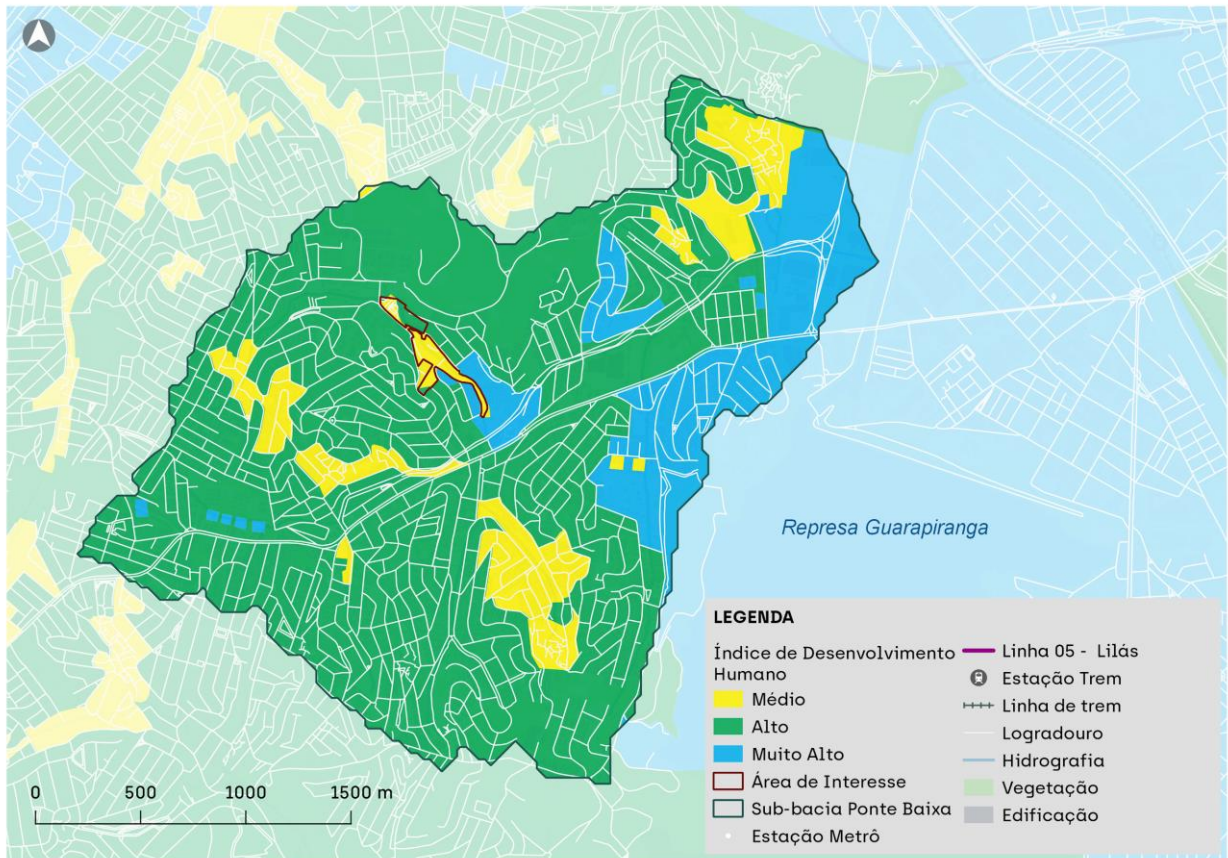 Represa Guarapiranga
LEGENDA
Índice de Desenvolvimento
Humano
Médio
Alto
Muito Alto
Área de Interesse
Sub-bacia Ponte Baixa
Estação Metrô
Linha 05 - Lilás
Estação Trem
Linha de trem
Logradouro
Hidrografia
Vegetação
Edificação
0 500 1000 1500 m